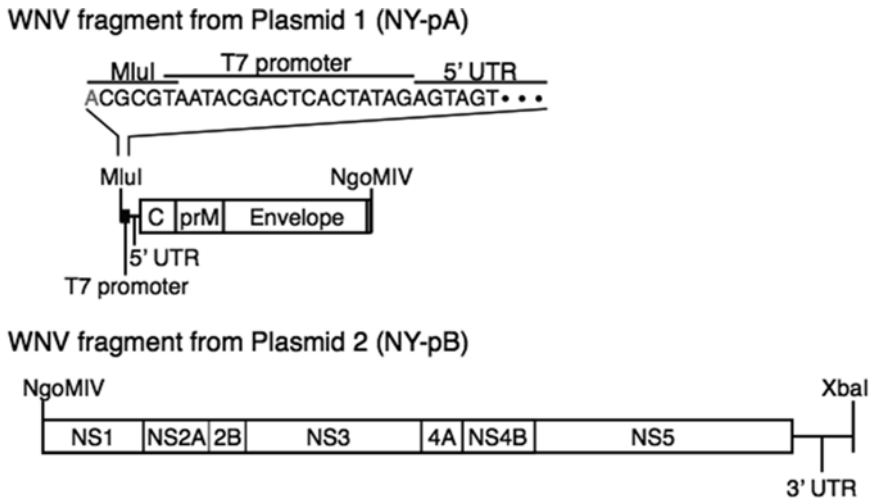 WNV fragment from Plasmid 1 (NY-pA)
MluI T7 promoter 5' UTR
ACGCGTAATACGACTCACTATAGAGTAGT•••
MluI NgoMIV
C prM Envelope
5' UTR
T7 promoter
WNV fragment from Plasmid 2 (NY-pB)
NgoMIV XbaI
NS1 NS2A 2B NS3 4A NS4B NS5
3' UTR